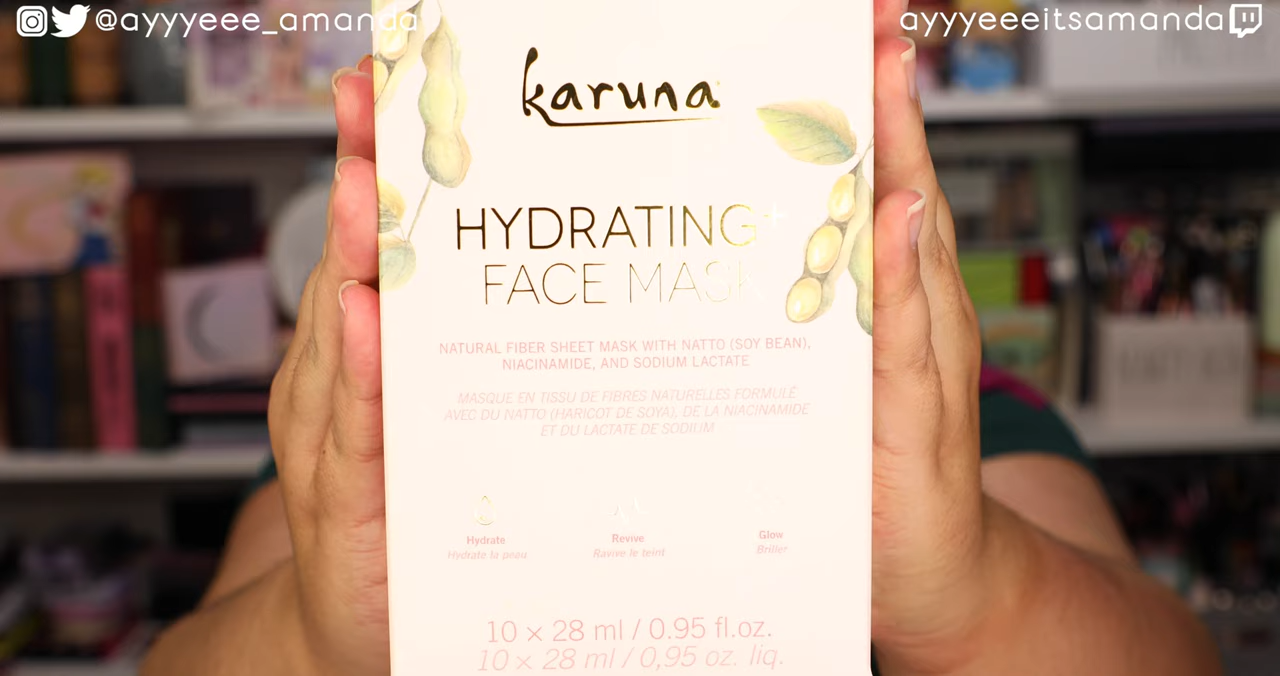 @ayyyeee_amanda
ayyyeeeitsamanda
karuna
HYDRATING+
FACE MASK
NATURAL FIBER SHEET MASK WITH NATTO (SOY BEAN),
NIACINAMIDE, AND SODIUM LACTATE
MASQUE EN TISSU DE FIBRES NATURELLES FORMULÉ
AVEC DU NATTO (HARICOT DE SOYA), DE LA NIACINAMIDE
ET DU LACTATE DE SODIUM
Hydrate
Hydrate la peau
Revive
Ravive le teint
Glow
Briller
10 x 28 ml / 0.95 fl.oz.
10 x 28 ml / 0,95 oz. liq.